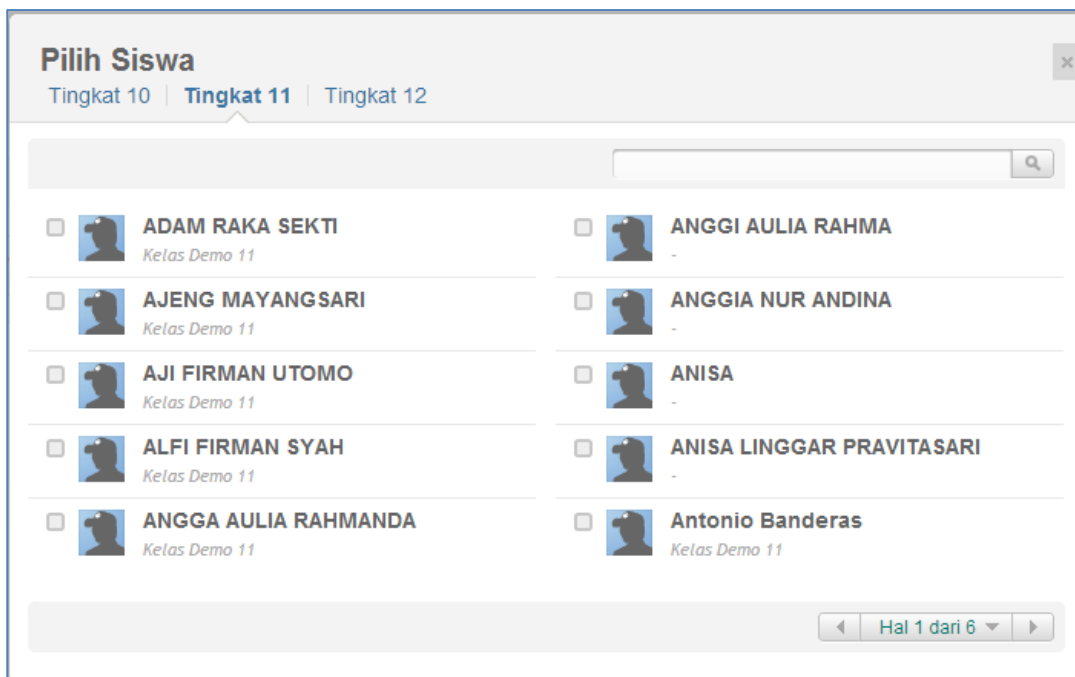 Pilih Siswa
Tingkat 10 | Tingkat 11 | Tingkat 12
ADAM RAKA SEKTI
Kelas Demo 11
AJENG MAYANGSARI
Kelas Demo 11
AJI FIRMAN UTOMO
Kelas Demo 11
ALFI FIRMAN SYAH
Kelas Demo 11
ANGGA AULIA RAHMANDA
Kelas Demo 11
ANGGI AULIA RAHMA
-
ANGGIA NUR ANDINA
-
ANISA
-
ANISA LINGGAR PRAVITASARI
-
Antonio Banderas
Kelas Demo 11
Hal 1 dari 6